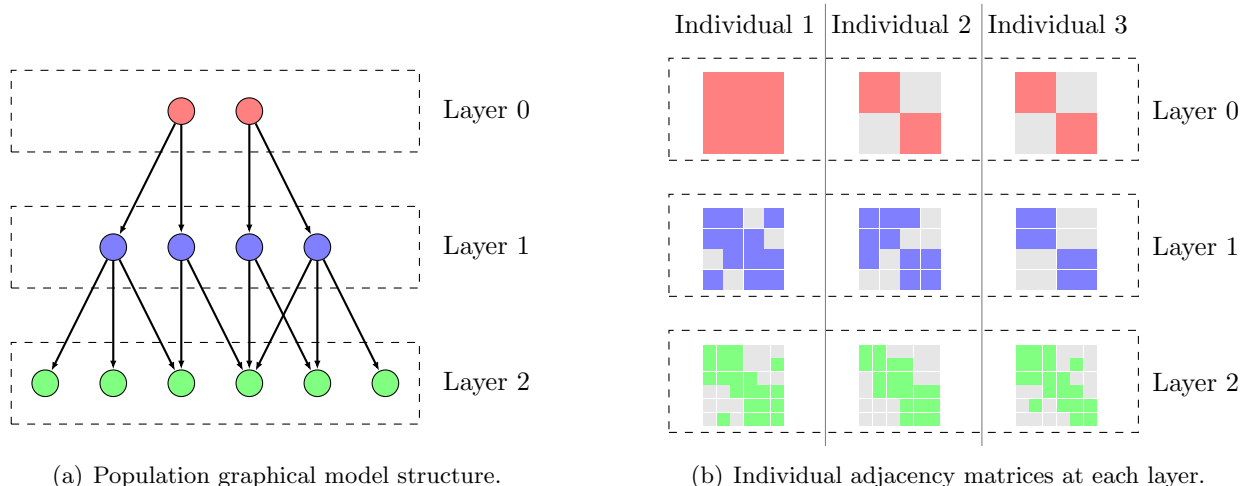 Individual 1 Individual 2 Individual 3
Layer 0
Layer 0
Layer 1
Layer 1
Layer 2
Layer 2
(a) Population graphical model structure.
(b) Individual adjacency matrices at each layer.